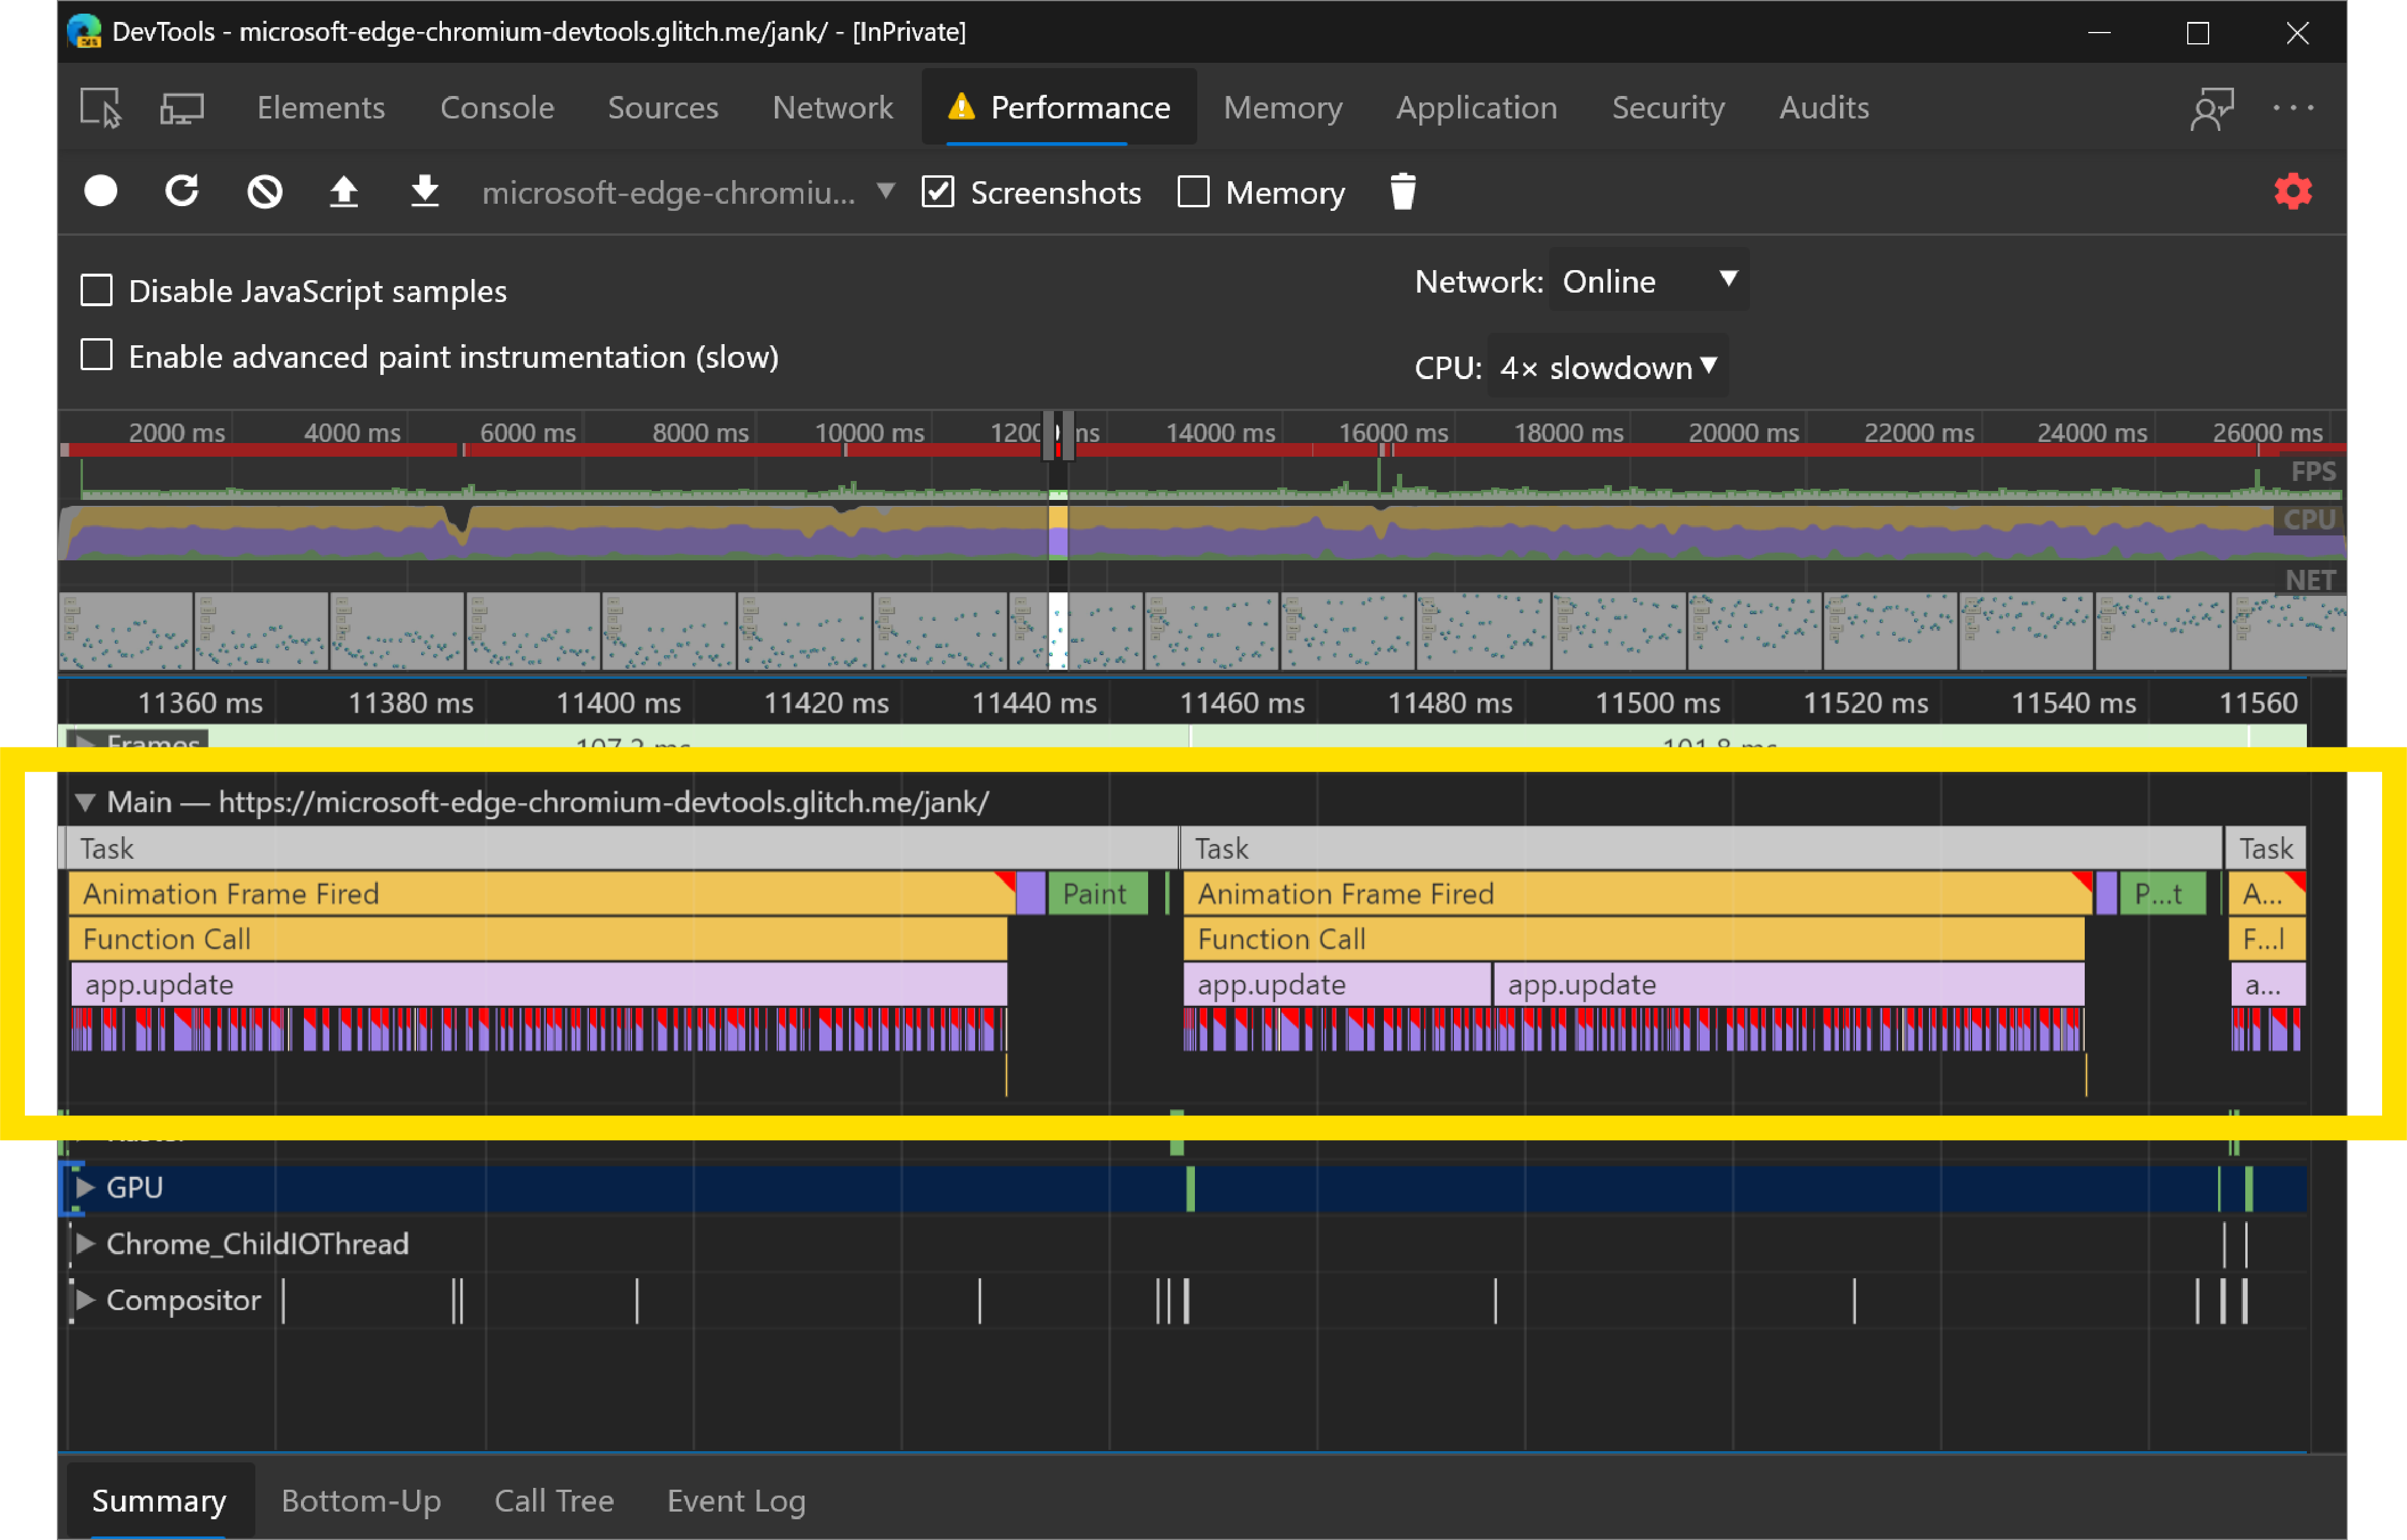 DevTools - microsoft-edge-chromium-devtools.glitch.me/jank/ - [InPrivate]
Elements Console Sources Network Performance Memory Application Security Audits
microsoft-edge-chromiu... Screenshots Memory
Disable JavaScript samples
Network: Online
Enable advanced paint instrumentation (slow)
CPU: 4× slowdown
2000 ms 4000 ms 6000 ms 8000 ms 10000 ms 14000 ms 16000 ms 18000 ms 20000 ms 22000 ms 24000 ms 26000 ms
FPS
CPU
NET
11360 ms 11380 ms 11400 ms 11420 ms 11440 ms 11460 ms 11480 ms 11500 ms 11520 ms 11540 ms 11560
Frames 107.2 ms 101.8 ms
Main — https://microsoft-edge-chromium-devtools.glitch.me/jank/
Task Task Task
Animation Frame Fired Paint Animation Frame Fired P...t A...
Function Call Function Call F...l
app.update app.update app.update a...
GPU
Chrome_ChildIOThread
Compositor
Summary Bottom-Up Call Tree Event Log